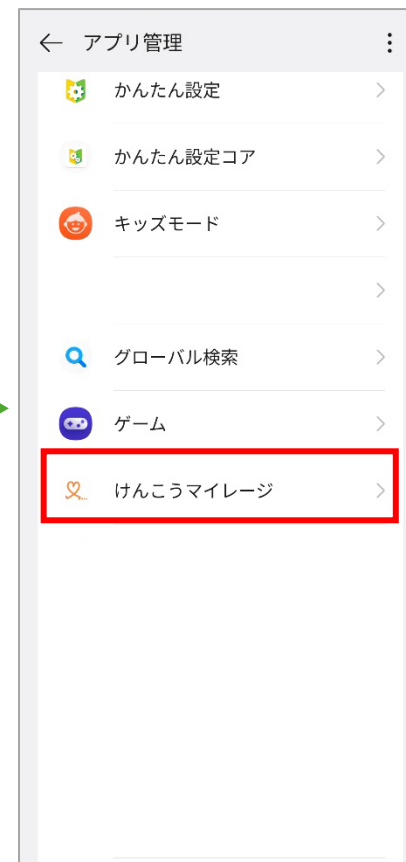 アプリ管理
かんたん設定
かんたん設定コア
キッズモード
グローバル検索
ゲーム
けんこうマイレージ